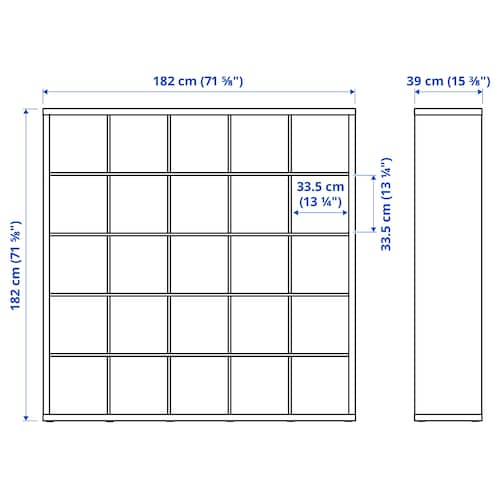 182 cm (71 ⅝")
39 cm (15 ⅜")
33.5 cm
(13 ¼")
33.5 cm (13 ¼")
182 cm (71 ⅝")